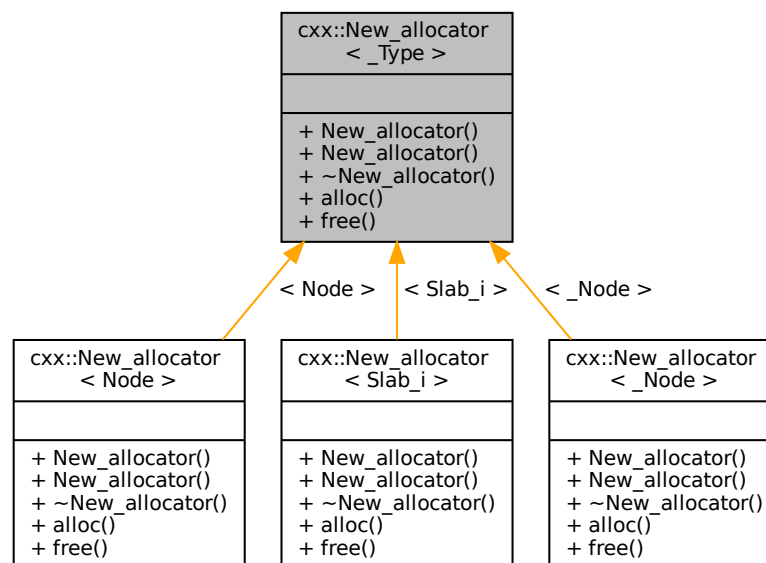 cxx::New_allocator
< _Type >
+ New_allocator()
+ New_allocator()
+ ~New_allocator()
+ alloc()
+ free()
< Node >
< Slab_i >
< _Node >
cxx::New_allocator
< Node >
+ New_allocator()
+ New_allocator()
+ ~New_allocator()
+ alloc()
+ free()
cxx::New_allocator
< Slab_i >
+ New_allocator()
+ New_allocator()
+ ~New_allocator()
+ alloc()
+ free()
cxx::New_allocator
< _Node >
+ New_allocator()
+ New_allocator()
+ ~New_allocator()
+ alloc()
+ free()